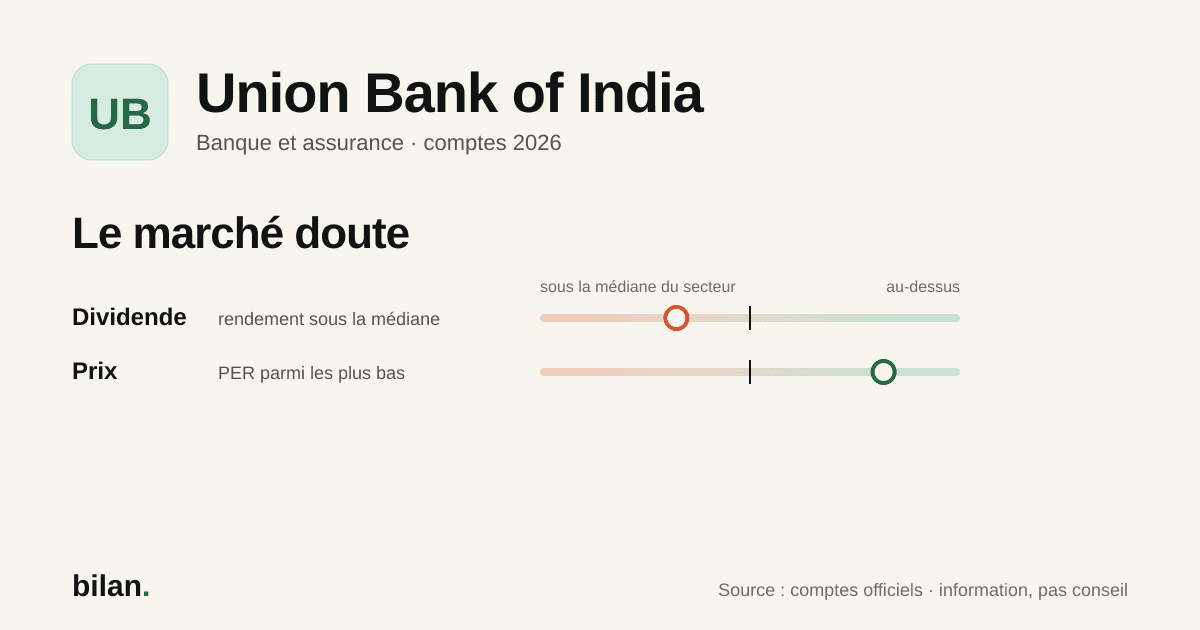 UB
Union Bank of India
Banque et assurance · comptes 2026
Le marché doute
sous la médiane du secteur au-dessus
Dividende rendement sous la médiane
Prix PER parmi les plus bas
bilan.
Source : comptes officiels · information, pas conseil